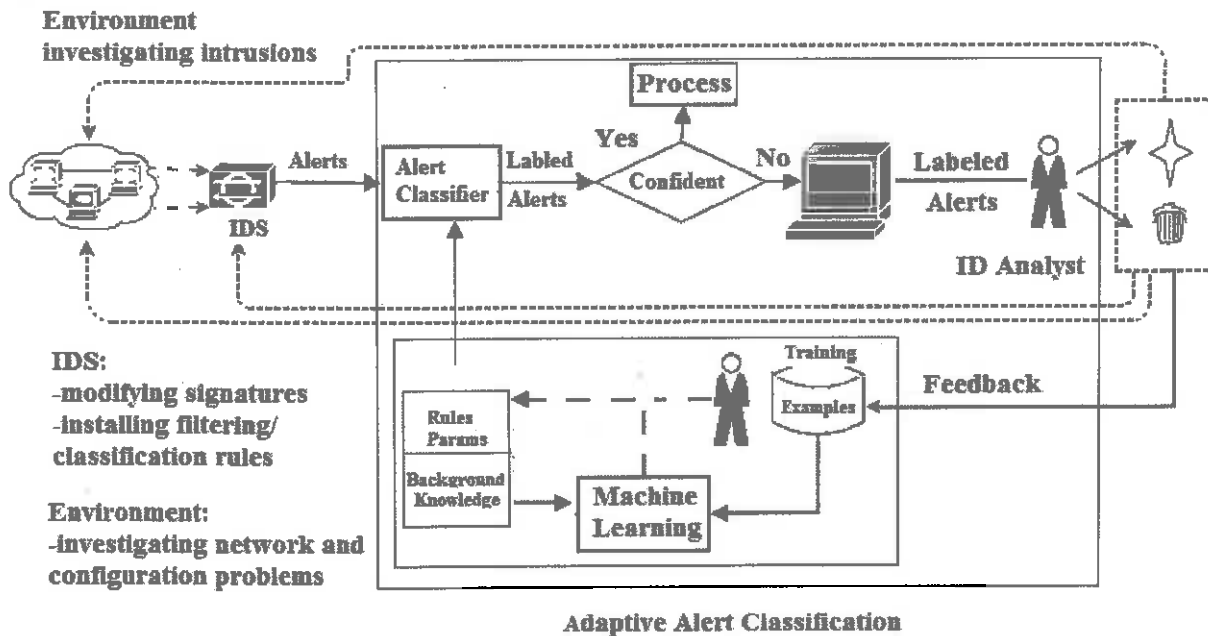 Environment
investigating intrusions
Process
Yes
Alerts
Alert
Classifier
Labled
Alerts
Confident
No
Labeled
Alerts
IDS
ID Analyst
IDS:
-modifying signatures
-installing filtering/
classification rules
Training
Examples
Feedback
Rules
Params
Background
Knowledge
Machine
Learning
Environment:
-investigating network and
configuration problems
Adaptive Alert Classification